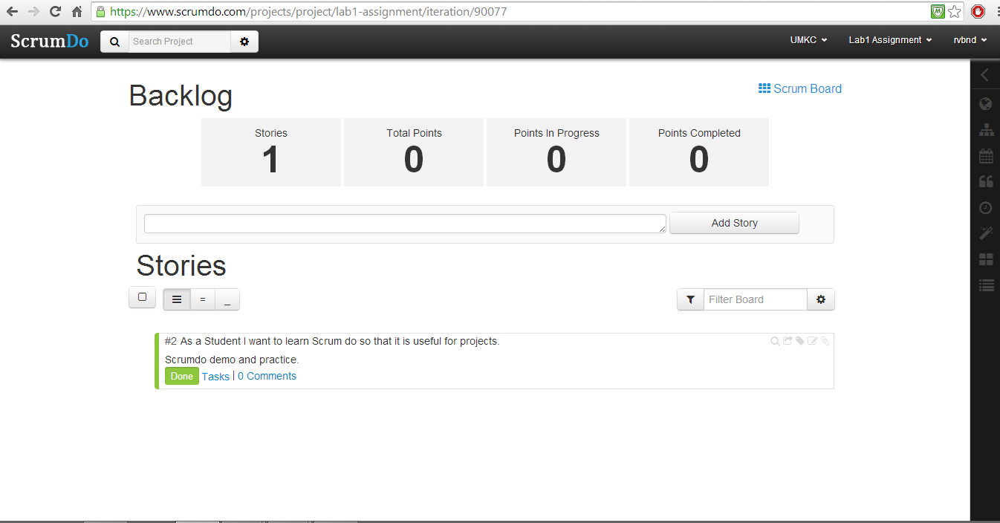 https://www.scrumdo.com/projects/project/lab1-assignment/iteration/90077
ScrumDo Search Project UMKC Lab1 Assignment rvbnd
Backlog
Scrum Board
Stories Total Points Points In Progress Points Completed
1 0 0 0
Add Story
Stories
= _ Filter Board
#2 As a Student I want to learn Scrum do so that it is useful for projects.
Scrumdo demo and practice.
Done Tasks | 0 Comments